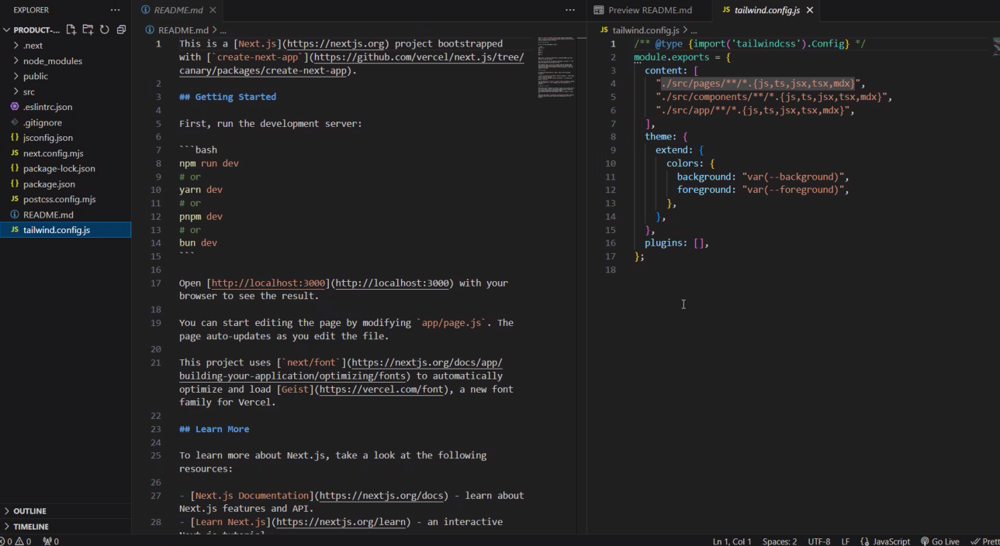 EXPLORER
PRODUCT-...
.next
node_modules
public
src
.eslintrc.json
.gitignore
{} jsconfig.json
JS next.config.mjs
{} package-lock.json
{} package.json
JS postcss.config.mjs
README.md
JS tailwind.config.js
OUTLINE
TIMELINE
README.md
README.md > ...
1 This is a [Next.js](https://nextjs.org) project bootstrapped
with [`create-next-app`](https://github.com/vercel/next.js/tree/
canary/packages/create-next-app).
2
3 ## Getting Started
4
5 First, run the development server:
6
7 ```bash
8 npm run dev
9 # or
10 yarn dev
11 # or
12 pnpm dev
13 # or
14 bun dev
15 ```
16
17 Open [http://localhost:3000](http://localhost:3000) with your
browser to see the result.
18
19 You can start editing the page by modifying `app/page.js`. The
page auto-updates as you edit the file.
20
21 This project uses [`next/font`](https://nextjs.org/docs/app/
building-your-application/optimizing/fonts) to automatically
optimize and load [Geist](https://vercel.com/font), a new font
family for Vercel.
22
23 ## Learn More
24
25 To learn more about Next.js, take a look at the following
resources:
26
27 - [Next.js Documentation](https://nextjs.org/docs) - learn about
Next.js features and API.
28 - [Learn Next.js](https://nextjs.org/learn) - an interactive
Preview README.md
JS tailwind.config.js
JS tailwind.config.js > ...
1 /** @type {import('tailwindcss').Config} */
2 module.exports = {
3 content: [
4 "./src/pages/**/*.{js,ts,jsx,tsx,mdx}",
5 "./src/components/**/*.{js,ts,jsx,tsx,mdx}",
6 "./src/app/**/*.{js,ts,jsx,tsx,mdx}",
7 ],
8 theme: {
9 extend: {
10 colors: {
11 background: "var(--background)",
12 foreground: "var(--foreground)",
13 },
14 },
15 },
16 plugins: [],
17 };
18
0 0 0
Ln 1, Col 1 Spaces: 2 UTF-8 LF {} JavaScript Go Live Prett